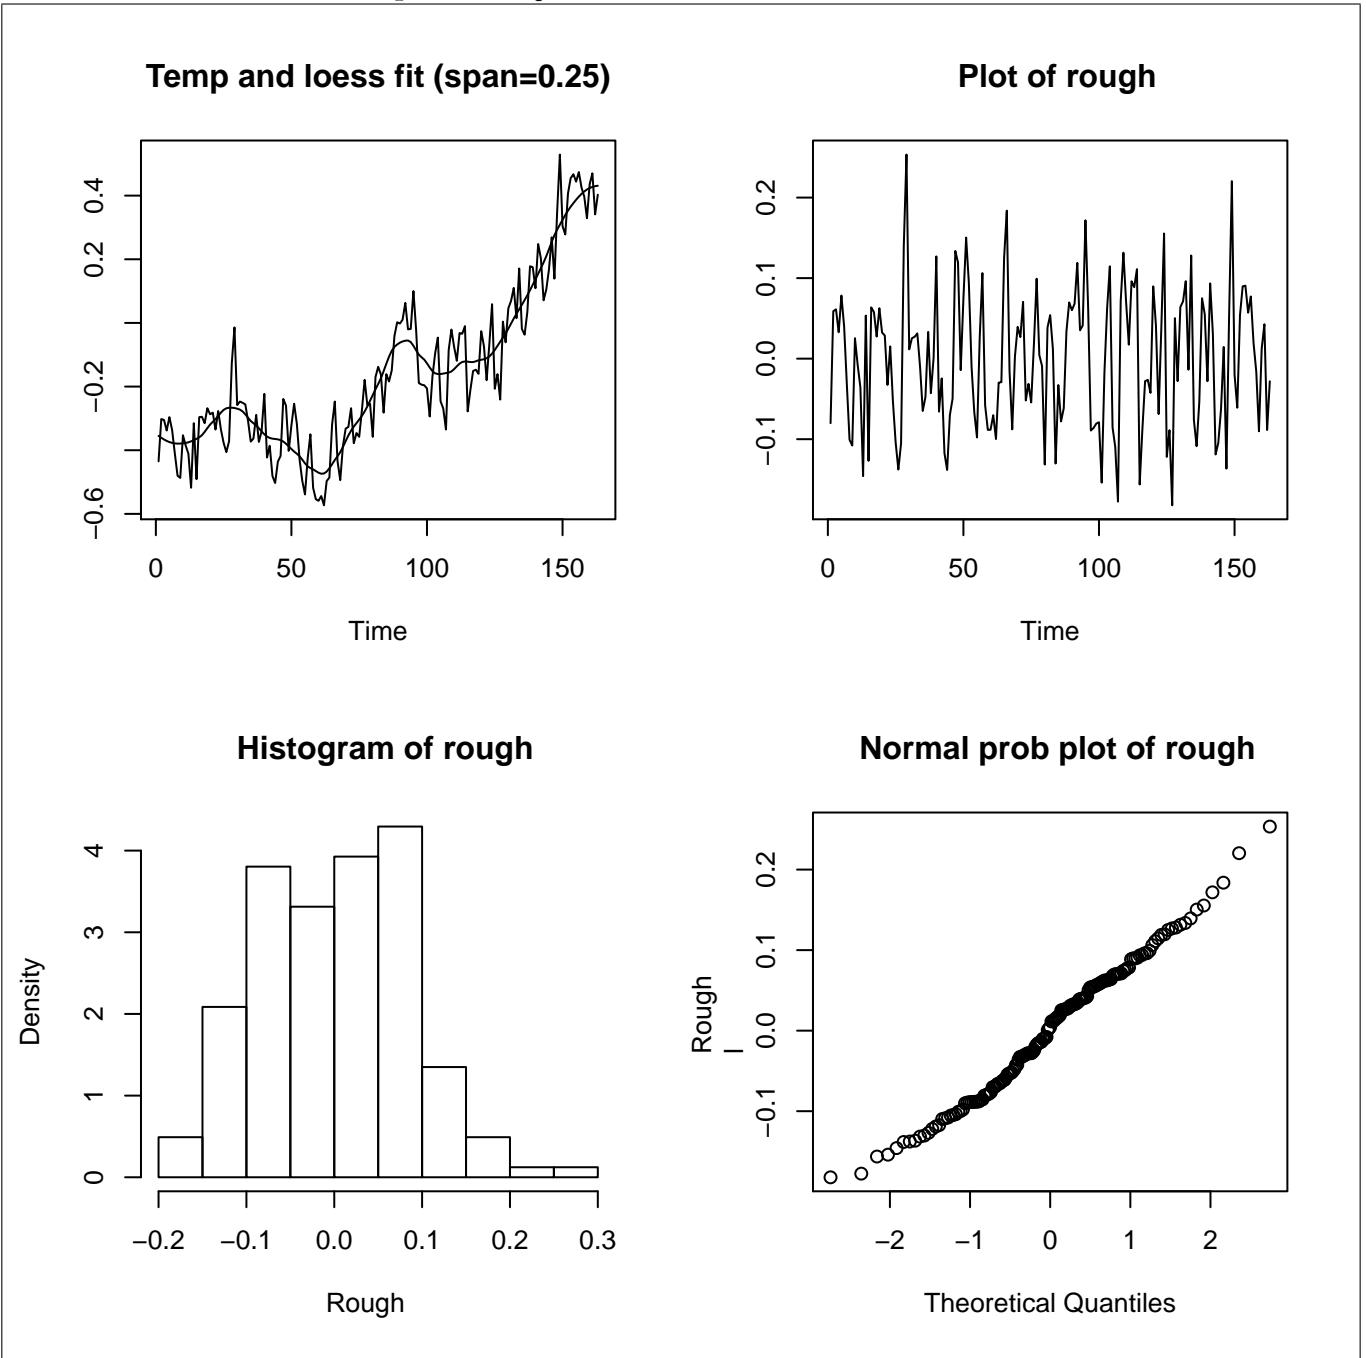 Temp and loess fit (span=0.25)
0.4
0.2
−0.2
−0.6
0 50 100 150
Time
Plot of rough
0.2
0.1
0.0
−0.1
0 50 100 150
Time
Histogram of rough
Density
4
3
2
1
0
−0.2 −0.1 0.0 0.1 0.2 0.3
Rough
Normal prob plot of rough
Rough
l
0.2
0.1
0.0
−0.1
−2 −1 0 1 2
Theoretical Quantiles